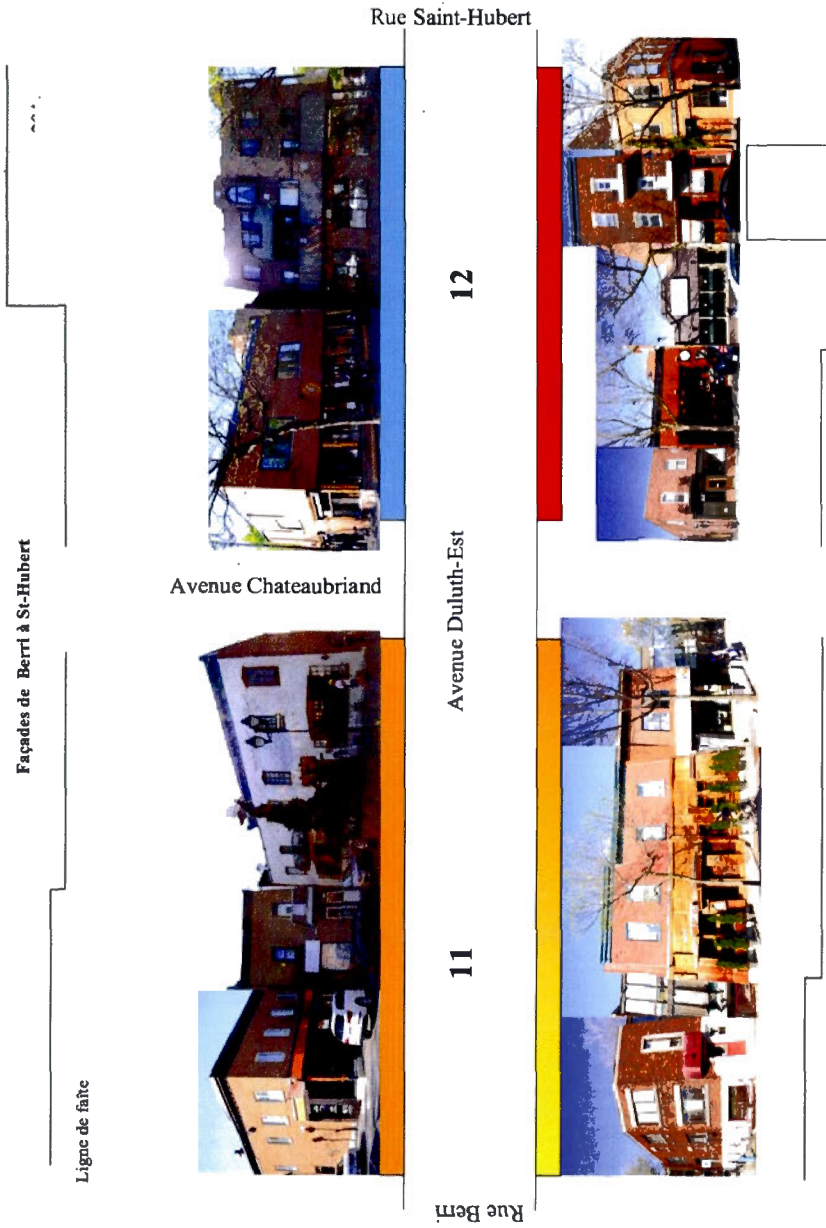 Rue Saint-Hubert
Façades de Berri à St-Hubert
12
Avenue Chateaubriand
Avenue Duluth-Est
11
Ligne de faîte
Rue Berri